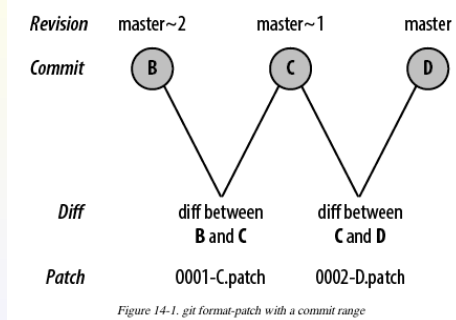 Revision master~2 master~1 master
Commit B C D
Diff diff between diff between
B and C C and D
Patch 0001-C.patch 0002-D.patch
Figure 14-1. git format-patch with a commit range